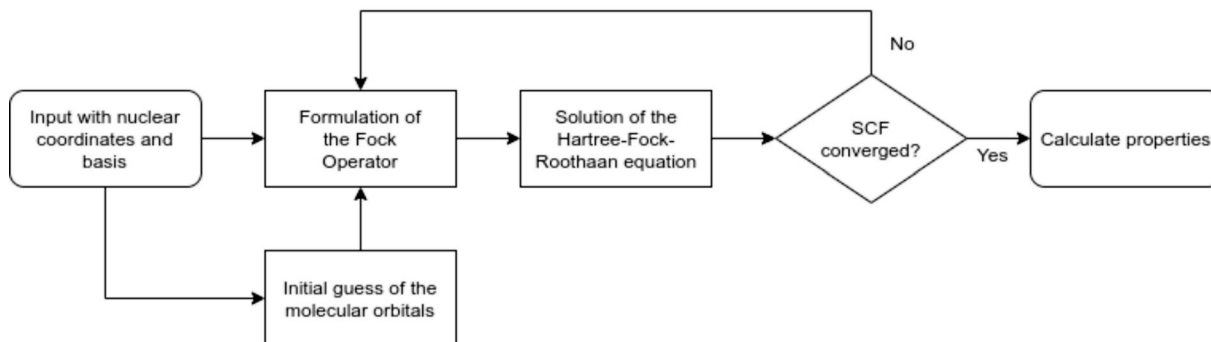 No
Input with nuclear
coordinates and
basis
Formulation of
the Fock
Operator
Solution of the
Hartree-Fock-
Roothaan equation
SCF
converged?
Yes
Calculate properties
Initial guess of the
molecular orbitals